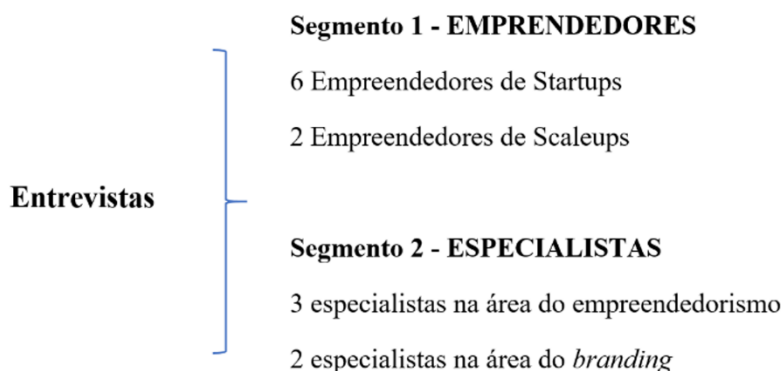 Segmento 1 - EMPRENDEDORES
6 Empreendedores de Startups
2 Empreendedores de Scaleups
Entrevistas
Segmento 2 - ESPECIALISTAS
3 especialistas na área do empreendedorismo
2 especialistas na área do branding